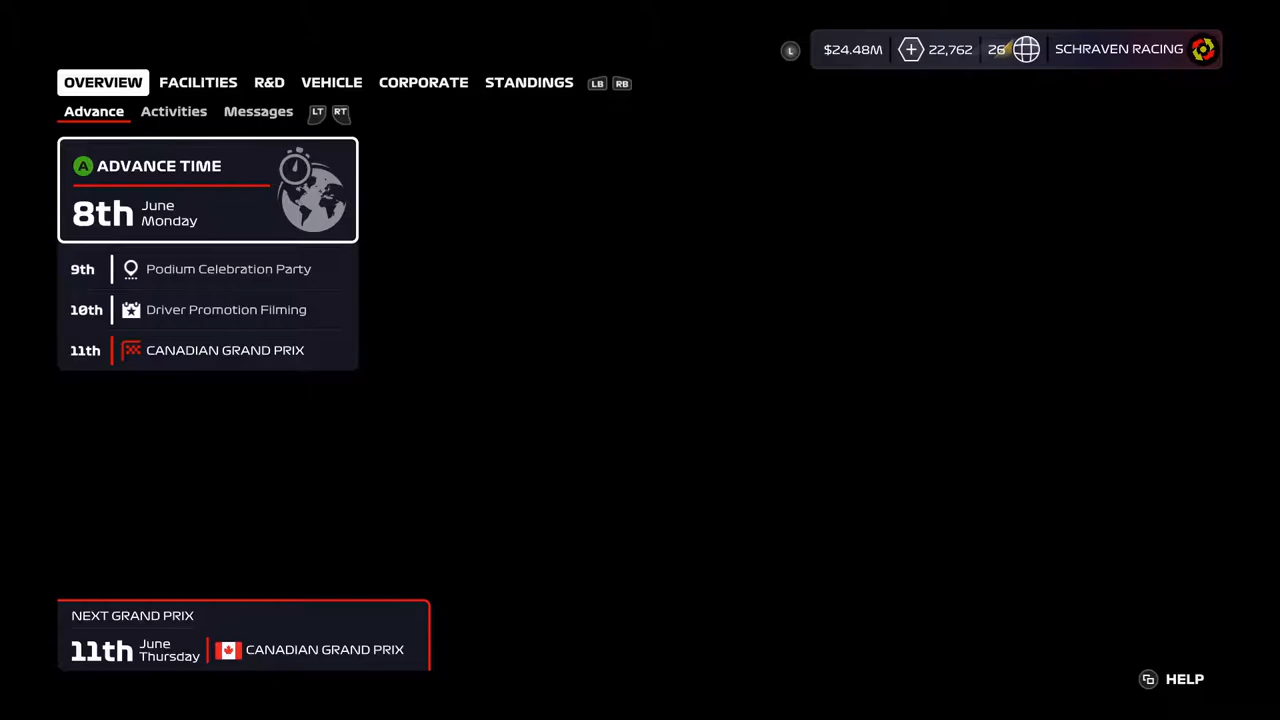 L $24.48M 22,762 26 SCHRAVEN RACING
OVERVIEW FACILITIES R&D VEHICLE CORPORATE STANDINGS LB RB
Advance Activities Messages LT RT
A ADVANCE TIME
8th June Monday
9th Podium Celebration Party
10th Driver Promotion Filming
11th CANADIAN GRAND PRIX
NEXT GRAND PRIX
11th June Thursday CANADIAN GRAND PRIX
HELP